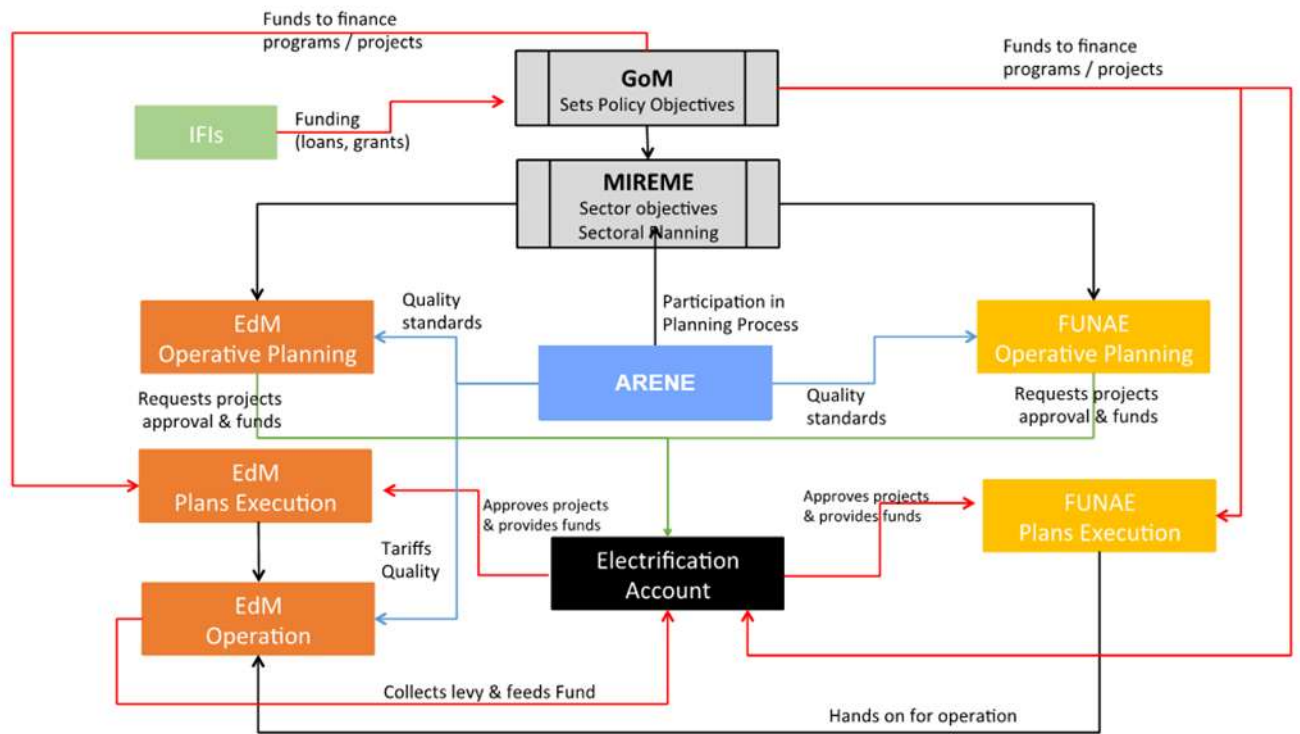 Funds to finance
programs / projects
GoM
Sets Policy Objectives
Funds to finance
programs / projects
IFIs
Funding
(loans, grants)
MIREME
Sector objectives
Sectoral Planning
EdM
Operative Planning
Quality
standards
Participation in
Planning Process
FUNAE
Operative Planning
ARENE
Requests projects
approval & funds
Quality
standards
Requests projects
approval & funds
EdM
Plans Execution
Approves projects
& provides funds
Approves projects
& provides funds
FUNAE
Plans Execution
Tariffs
Quality
Electrification
Account
EdM
Operation
Collects levy & feeds Fund
Hands on for operation